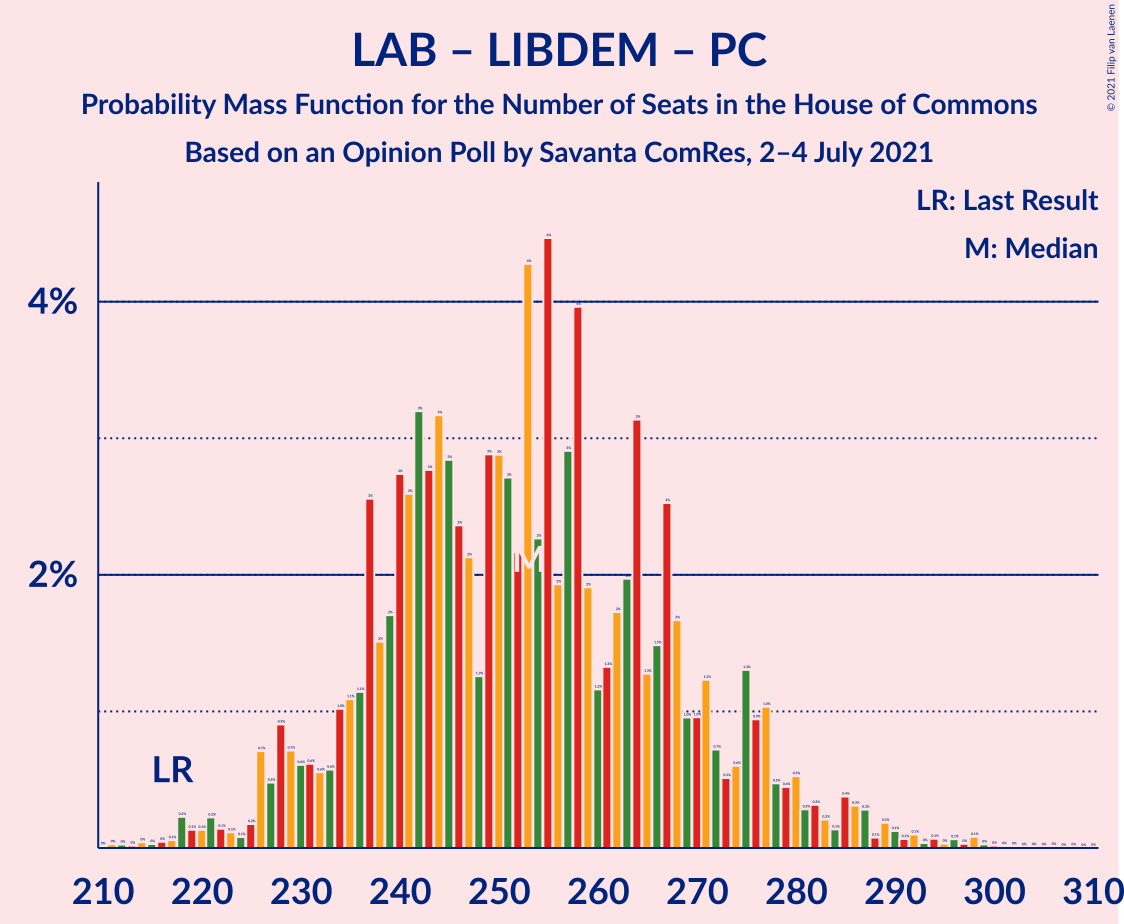 LAB – LIBDEM – PC
Probability Mass Function for the Number of Seats in the House of Commons
Based on an Opinion Poll by Savanta ComRes, 2–4 July 2021
© 2021 Filip van Laenen
LR: Last Result
M: Median
4%
2%
M
LR
210 220 230 240 250 260 270 280 290 300 310